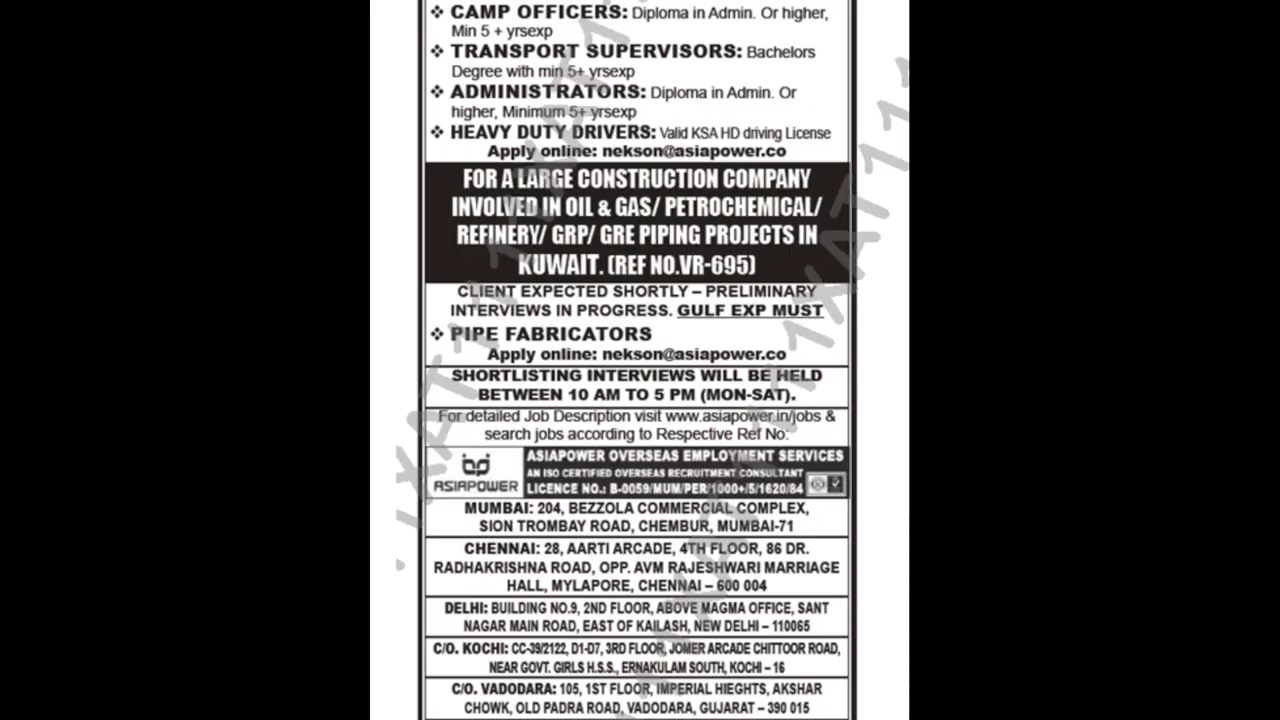 ❖ CAMP OFFICERS: Diploma in Admin. Or higher,
Min 5 + yrsexp
❖ TRANSPORT SUPERVISORS: Bachelors
Degree with min 5+ yrsexp
❖ ADMINISTRATORS: Diploma in Admin. Or
higher, Minimum 5+ yrsexp
❖ HEAVY DUTY DRIVERS: Valid KSA HD driving License
Apply online: nekson@asiapower.co
FOR A LARGE CONSTRUCTION COMPANY
INVOLVED IN OIL & GAS/ PETROCHEMICAL/
REFINERY/ GRP/ GRE PIPING PROJECTS IN
KUWAIT. (REF NO.VR-695)
CLIENT EXPECTED SHORTLY – PRELIMINARY
INTERVIEWS IN PROGRESS. GULF EXP MUST
❖ PIPE FABRICATORS
Apply online: nekson@asiapower.co
SHORTLISTING INTERVIEWS WILL BE HELD
BETWEEN 10 AM TO 5 PM (MON-SAT).
For detailed Job Description visit www.asiapower.in/jobs &
search jobs according to Respective Ref No.
ASIAPOWER
ASIAPOWER OVERSEAS EMPLOYMENT SERVICES
AN ISO CERTIFIED OVERSEAS RECRUITMENT CONSULTANT
LICENCE NO.: B-0059/MUM/PER/1000+/5/1620/84
MUMBAI: 204, BEZZOLA COMMERCIAL COMPLEX,
SION TROMBAY ROAD, CHEMBUR, MUMBAI-71
CHENNAI: 28, AARTI ARCADE, 4TH FLOOR, 86 DR.
RADHAKRISHNA ROAD, OPP. AVM RAJESHWARI MARRIAGE
HALL, MYLAPORE, CHENNAI – 600 004
DELHI: BUILDING NO.9, 2ND FLOOR, ABOVE MAGMA OFFICE, SANT
NAGAR MAIN ROAD, EAST OF KAILASH, NEW DELHI – 110065
C/O. KOCHI: CC-39/2122, D1-D7, 3RD FLOOR, JOMER ARCADE CHITTOOR ROAD,
NEAR GOVT. GIRLS H.S.S., ERNAKULAM SOUTH, KOCHI – 16
C/O. VADODARA: 105, 1ST FLOOR, IMPERIAL HIEGHTS, AKSHAR
CHOWK, OLD PADRA ROAD, VADODARA, GUJARAT – 390 015